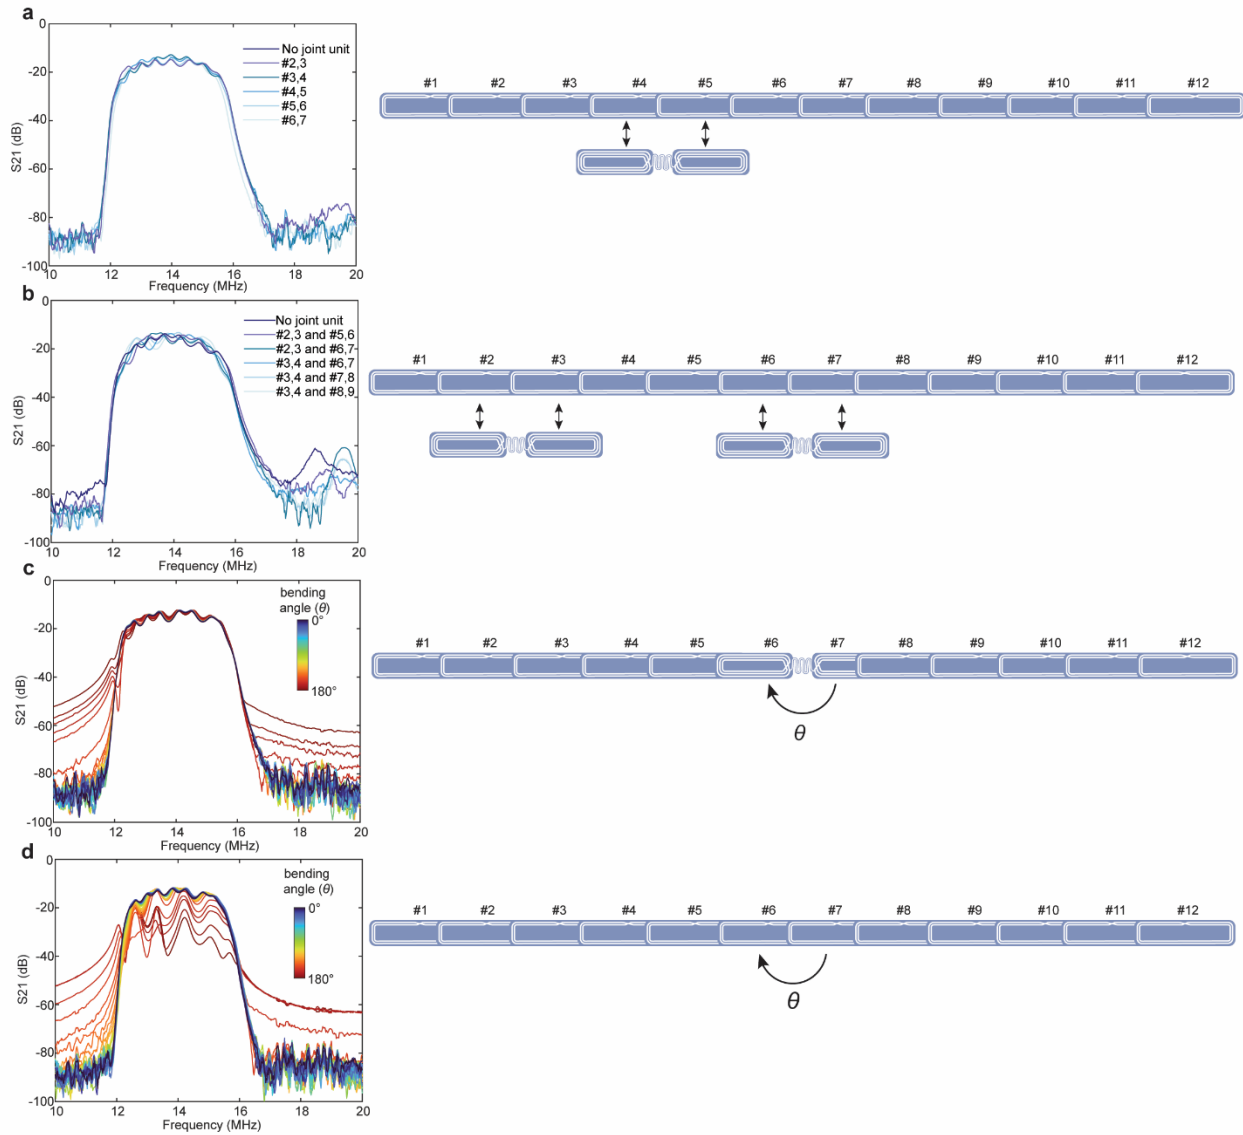 a
0
-20
-40
-60
-80
-100
S21 (dB)
No joint unit
#2,3
#3,4
#4,5
#5,6
#6,7
10 12 14 16 18 20
Frequency (MHz)
#1 #2 #3 #4 #5 #6 #7 #8 #9 #10 #11 #12
b
0
-20
-40
-60
-80
-100
S21 (dB)
No joint unit
#2,3 and #5,6
#2,3 and #6,7
#3,4 and #6,7
#3,4 and #7,8
#3,4 and #8,9
10 12 14 16 18 20
Frequency (MHz)
#1 #2 #3 #4 #5 #6 #7 #8 #9 #10 #11 #12
c
0
-20
-40
-60
-80
-100
S21 (dB)
bending
angle (θ)
0°
180°
10 12 14 16 18 20
Frequency (MHz)
#1 #2 #3 #4 #5 #6 #7 #8 #9 #10 #11 #12
θ
d
0
-20
-40
-60
-80
-100
S21 (dB)
bending
angle (θ)
0°
180°
10 12 14 16 18 20
Frequency (MHz)
#1 #2 #3 #4 #5 #6 #7 #8 #9 #10 #11 #12
θ